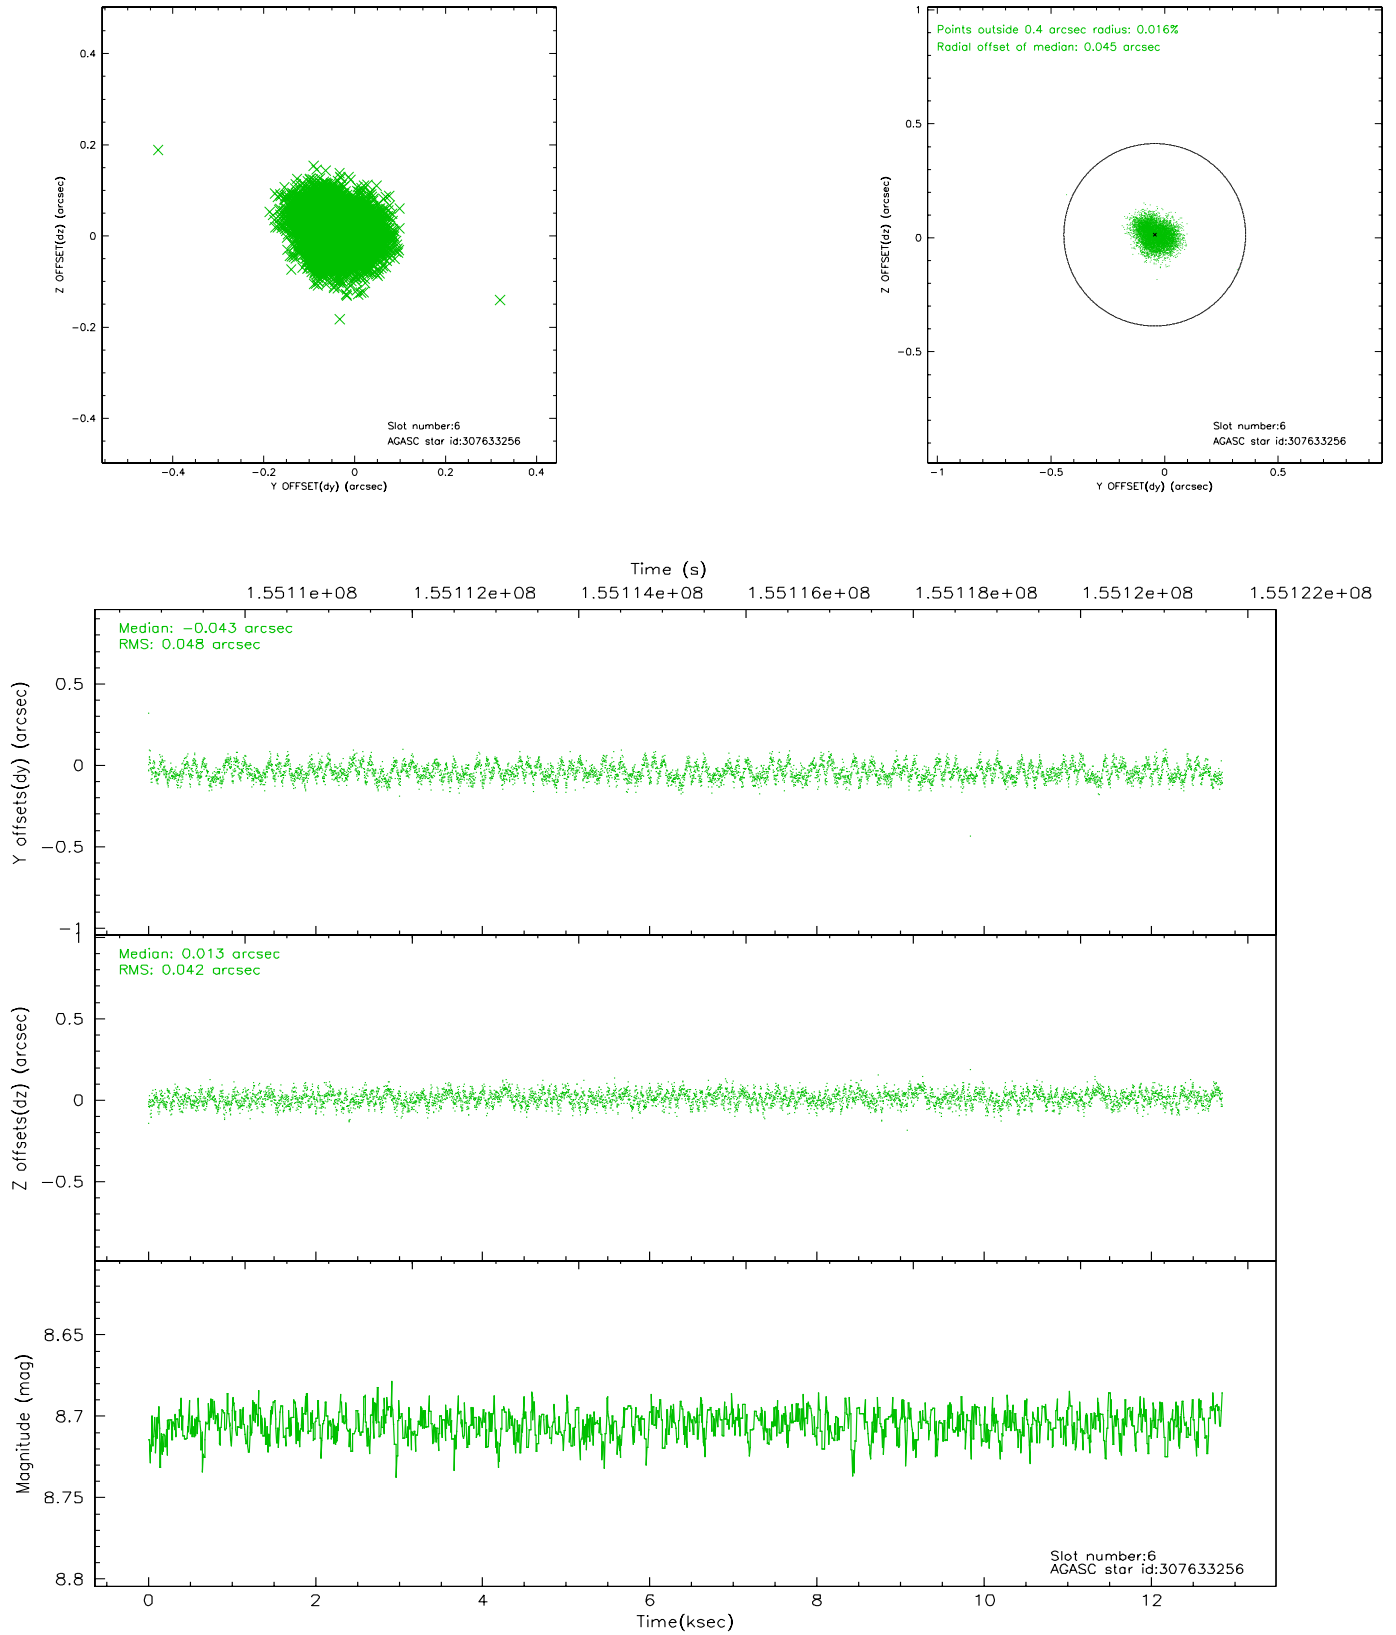 0.4
0.2
0
−0.2
−0.4
Z OFFSET(dz) (arcsec)
Slot number:6
AGASC star id:307633256
−0.4
−0.2
0
0.2
0.4
Y OFFSET(dy) (arcsec)
1
0.5
0
−0.5
Z OFFSET(dz) (arcsec)
Points outside 0.4 arcsec radius: 0.016%
Radial offset of median: 0.045 arcsec
Slot number:6
AGASC star id:307633256
−1
−0.5
0
0.5
Y OFFSET(dy) (arcsec)
Time (s)
1.5511e+08
1.55112e+08
1.55114e+08
1.55116e+08
1.55118e+08
1.5512e+08
1.55122e+08
Median: −0.043 arcsec
RMS: 0.048 arcsec
0.5
0
−0.5
−1
Y offsets(dy) (arcsec)
Median: 0.013 arcsec
RMS: 0.042 arcsec
1
0.5
0
−0.5
Z offsets(dz) (arcsec)
8.65
8.7
8.75
8.8
Magnitude (mag)
Slot number:6
AGASC star id:307633256
0
2
4
6
8
10
12
Time(ksec)